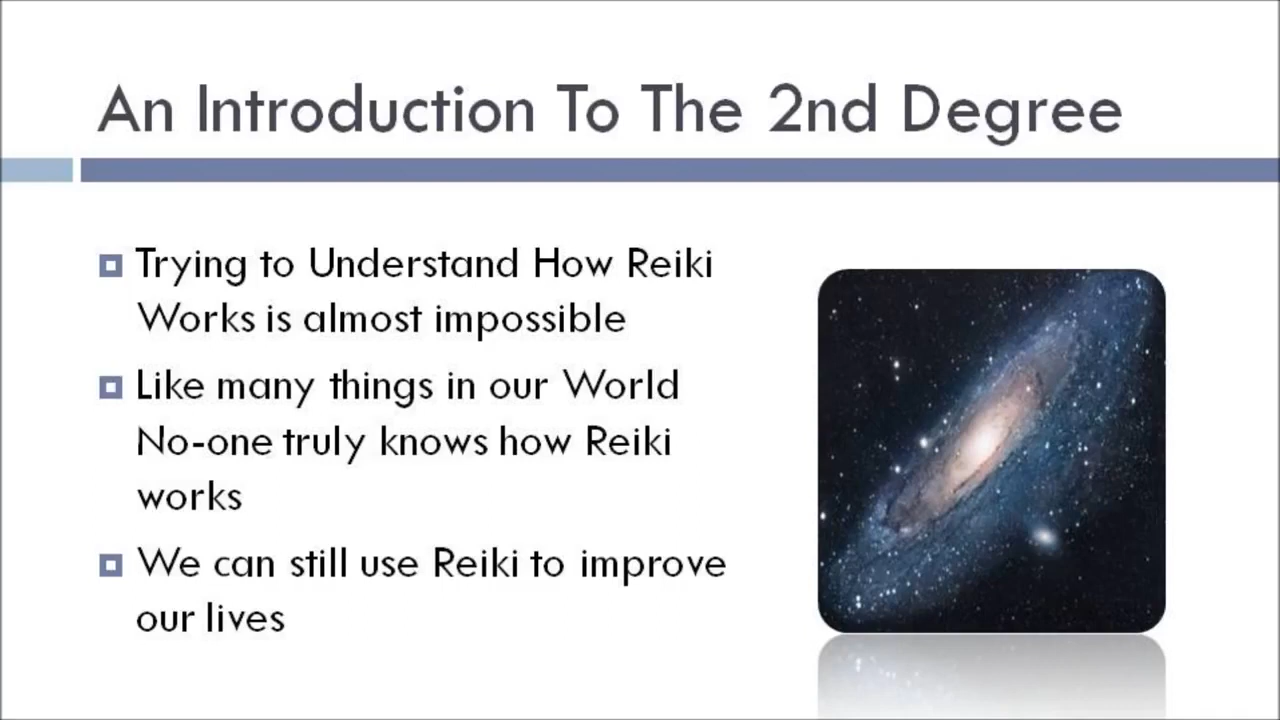 An Introduction To The 2nd Degree
Trying to Understand How Reiki
Works is almost impossible
Like many things in our World
No-one truly knows how Reiki
works
We can still use Reiki to improve
our lives